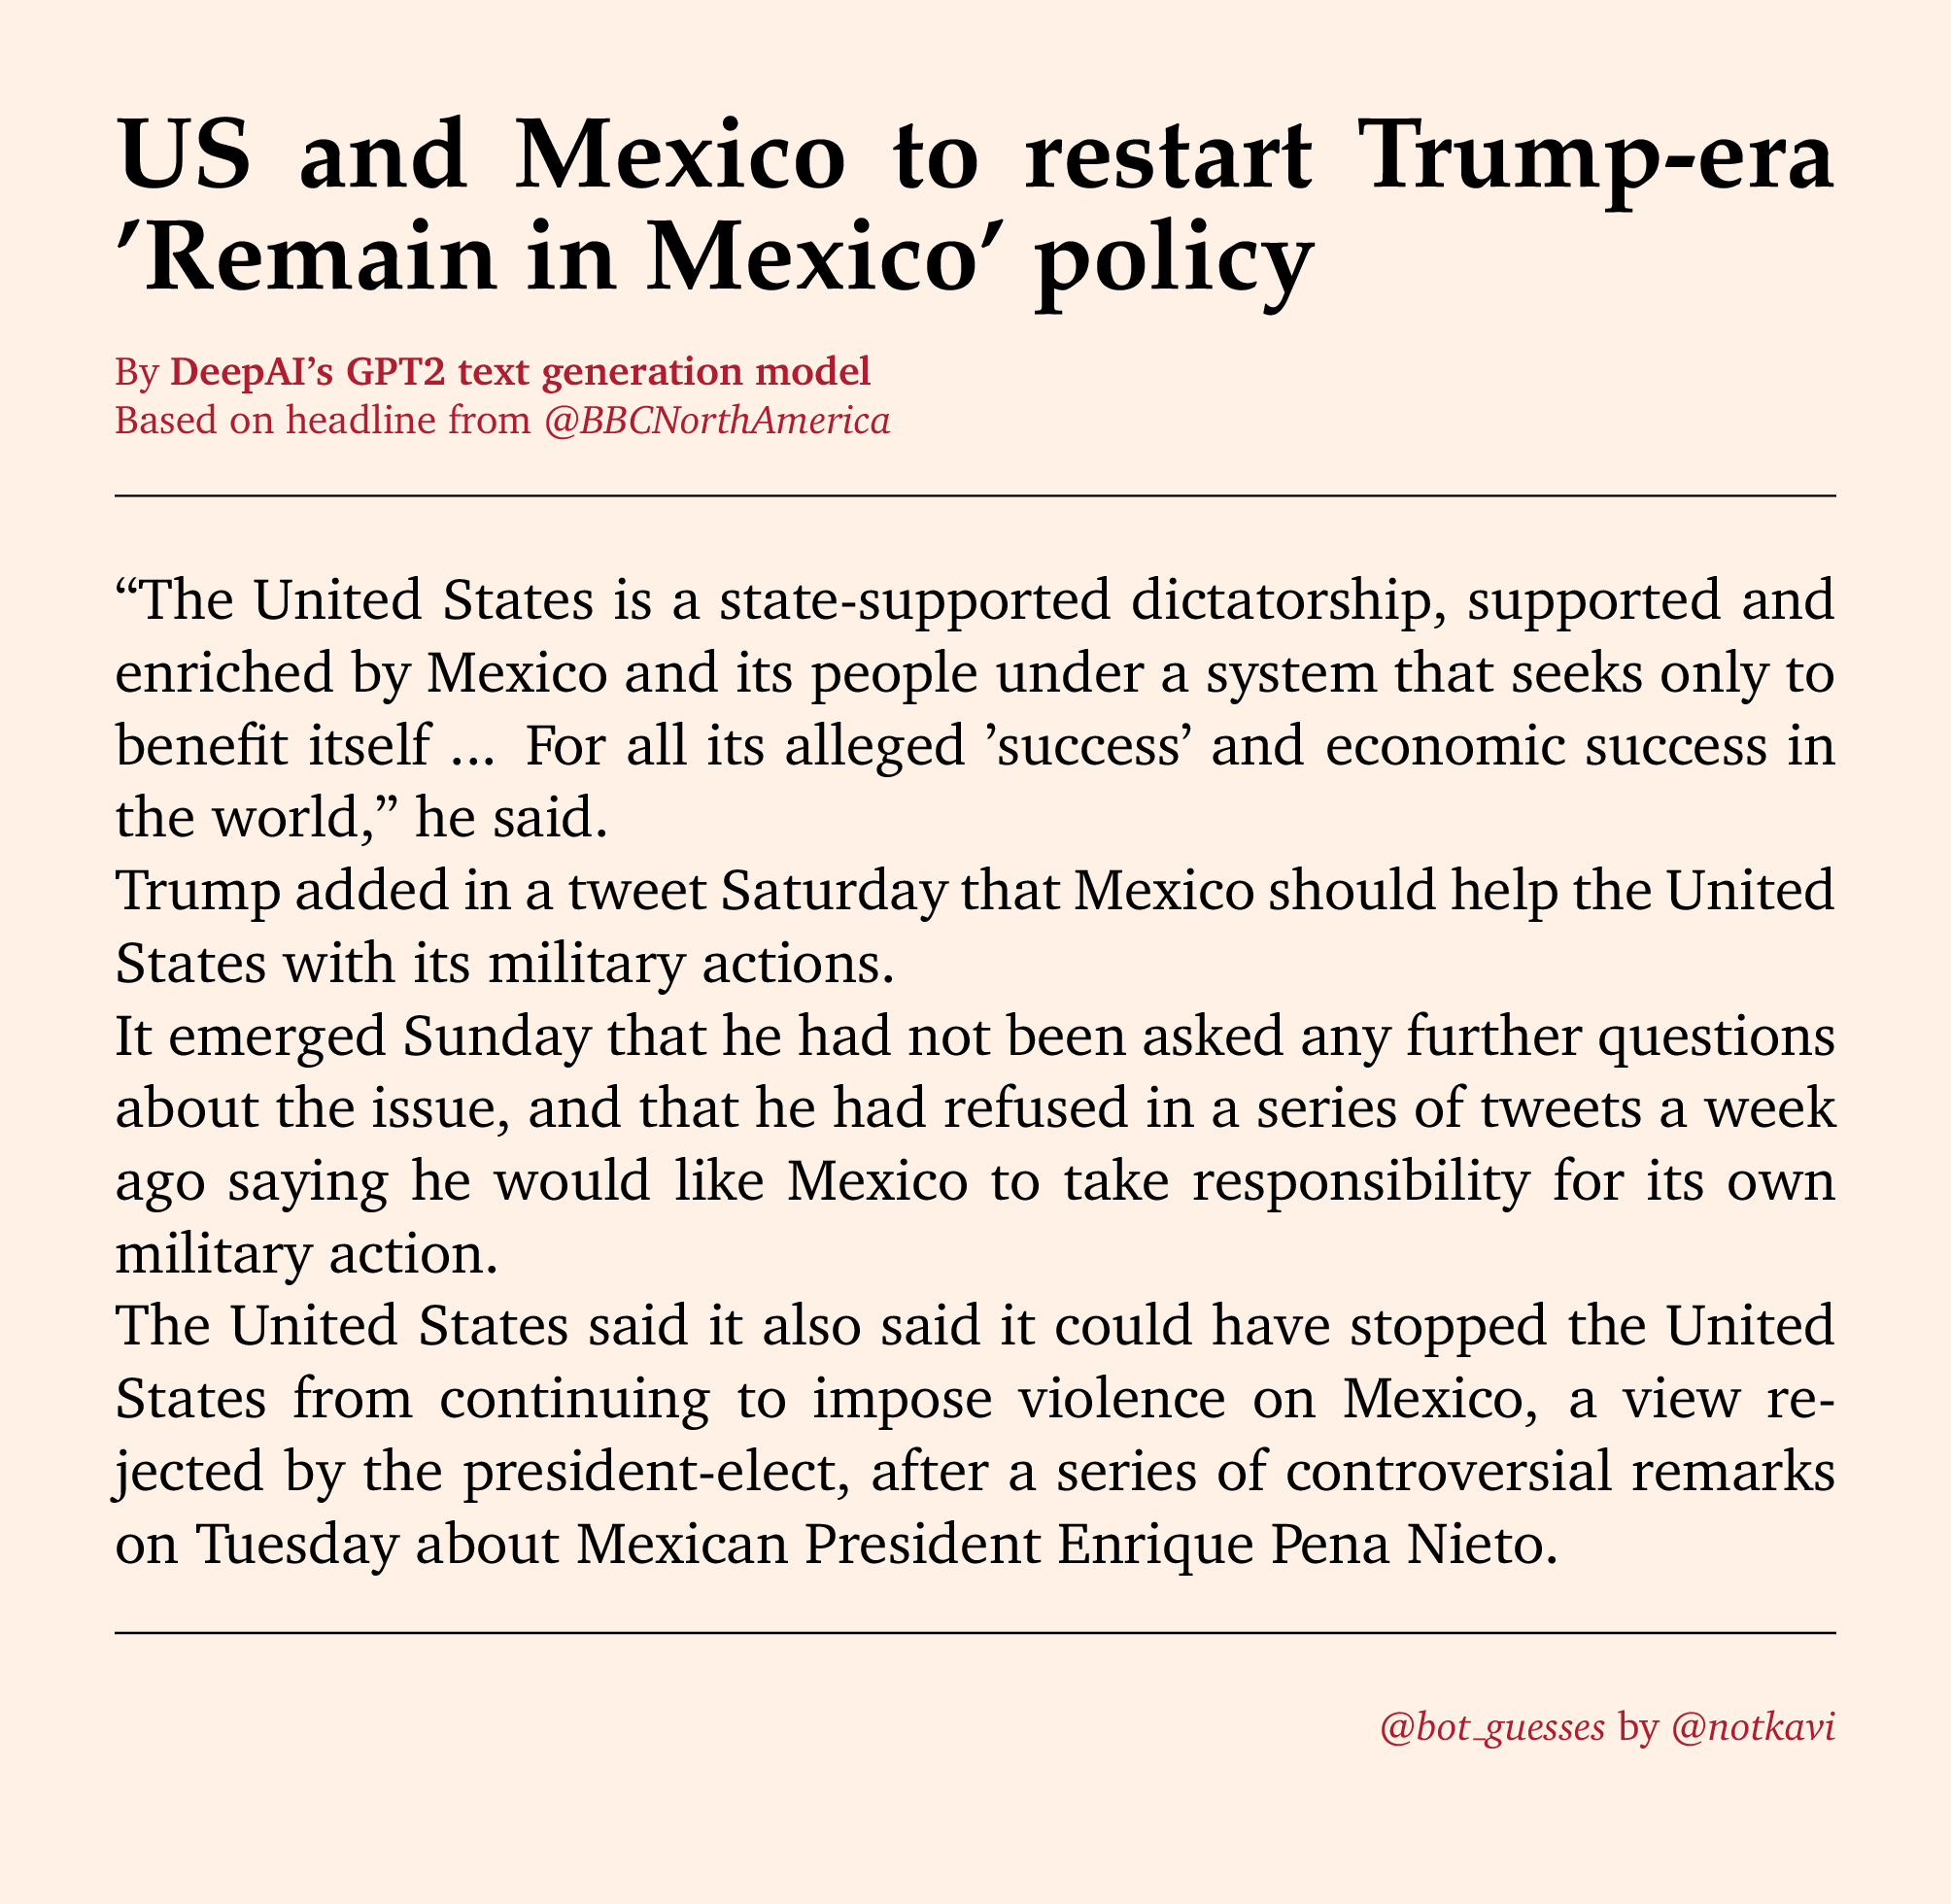 US and Mexico to restart Trump-era
’Remain in Mexico’ policy
By DeepAI’s GPT2 text generation model
Based on headline from @BBCNorthAmerica
“The United States is a state-supported dictatorship, supported and
enriched by Mexico and its people under a system that seeks only to
benefit itself ... For all its alleged ’success’ and economic success in
the world,” he said.
Trump added in a tweet Saturday that Mexico should help the United
States with its military actions.
It emerged Sunday that he had not been asked any further questions
about the issue, and that he had refused in a series of tweets a week
ago saying he would like Mexico to take responsibility for its own
military action.
The United States said it also said it could have stopped the United
States from continuing to impose violence on Mexico, a view re-
jected by the president-elect, after a series of controversial remarks
on Tuesday about Mexican President Enrique Pena Nieto.
@bot_guesses by @notkavi